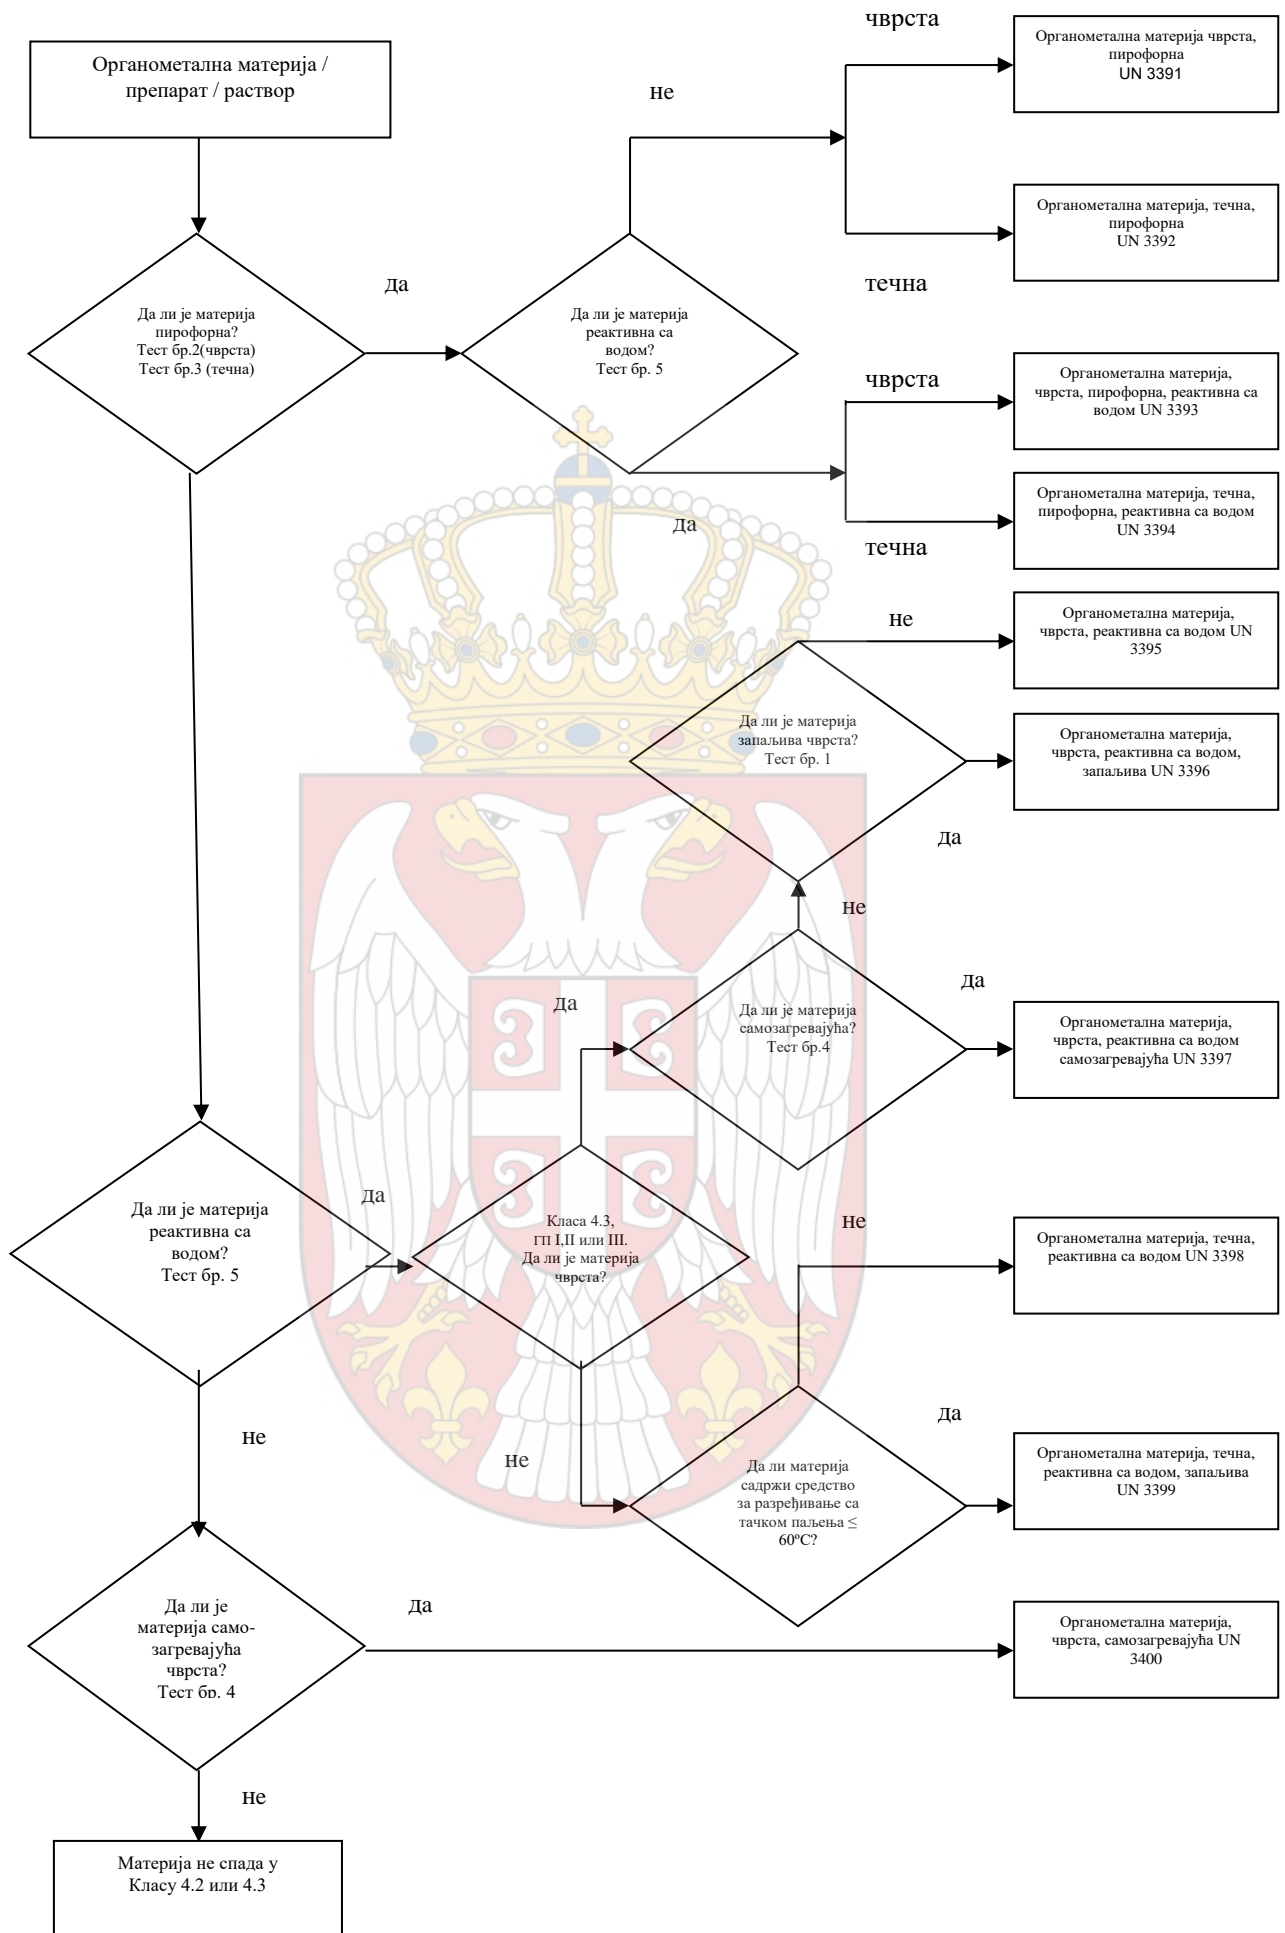 чврста
Органометална материја чврста,
пирофорна
UN 3391
Органометална материја /
препарат / раствор
не
Органометална материја, течна,
пирофорна
UN 3392
да
течна
Да ли је материја
пирофорна?
Тест бр.2(чврста)
Тест бр.3 (течна)
Да ли је материја
реактивна са
водом?
Тест бр. 5
чврста
Органометална материја,
чврста, пирофорна, реактивна са
водом UN 3393
Органометална материја, течна,
пирофорна, реактивна са водом
UN 3394
да
течна
не
Органометална материја,
чврста, реактивна са водом UN
3395
Да ли је материја
запаљива чврста?
Тест бр. 1
Органометална материја,
чврста, реактивна са водом,
запаљива UN 3396
да
не
да
да
Да ли је материја
самозагревајућа?
Тест бр.4
Органометална материја,
чврста, реактивна са водом
самозагревајућа UN 3397
да
Да ли је материја
реактивна са
водом?
Тест бр. 5
Класа 4.3,
ГП I,II или III.
Да ли је материја
чврста?
не
Органометална материја, течна,
реактивна са водом UN 3398
да
не
не
Да ли материја
садржи средство
за разређивање са
тачком паљења ≤
60ºC?
Органометална материја, течна,
реактивна са водом, запаљива
UN 3399
Да ли је
материја само-
загревајућа
чврста?
Тест бр. 4
да
Органометална материја,
чврста, самозагревајућа UN
3400
не
Материја не спада у
Класу 4.2 или 4.3